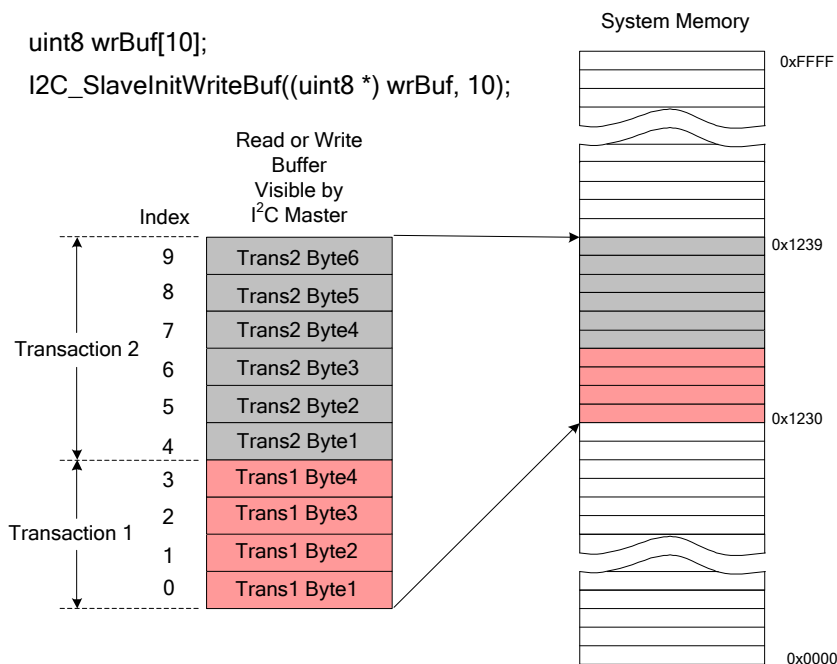 uint8 wrBuf[10];
I2C_SlaveInitWriteBuf((uint8 *) wrBuf, 10);
System Memory
0xFFFF
Read or Write
Buffer
Visible by
I²C Master
Index
9 Trans2 Byte6
8 Trans2 Byte5
7 Trans2 Byte4
6 Trans2 Byte3
5 Trans2 Byte2
4 Trans2 Byte1
3 Trans1 Byte4
2 Trans1 Byte3
1 Trans1 Byte2
0 Trans1 Byte1
Transaction 2
Transaction 1
0x1239
0x1230
0x0000